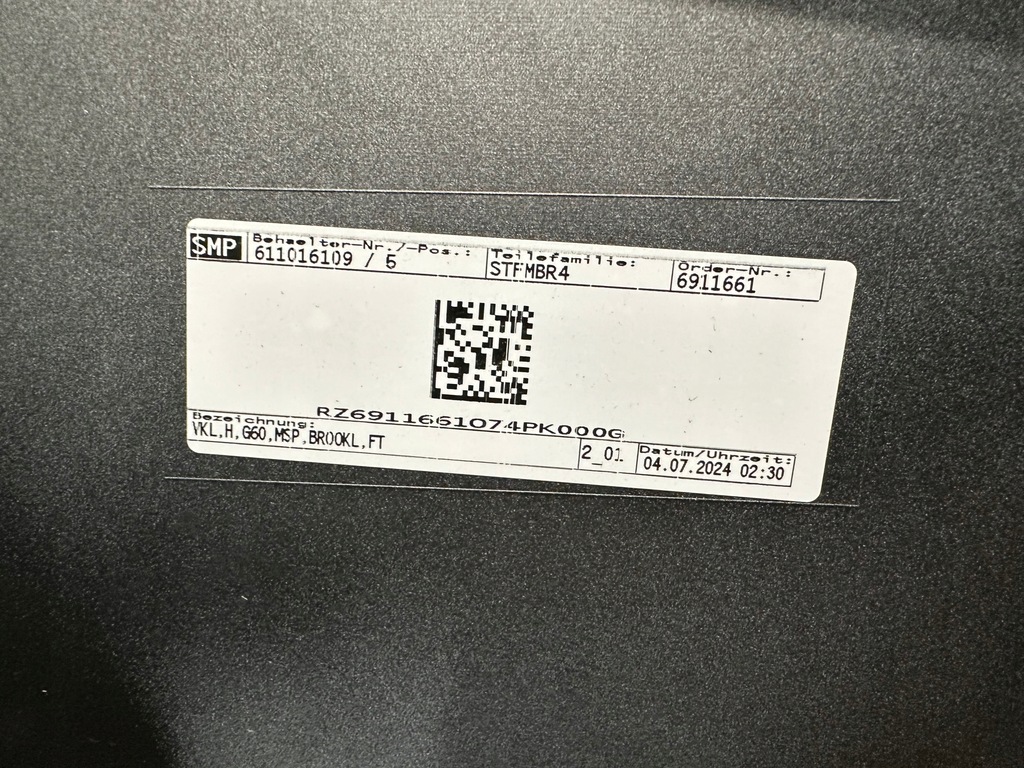 SMP Behaelter-Nr./-Pos.: Teilefamilie: Order-Nr.:
611016109 / 5 STFMBR4 6911661
RZ6911661074PK000G
Bezeichnung: 2_01 Datum/Uhrzeit:
VKL,H,G60,MSP,BROOKL,FT 04.07.2024 02:30